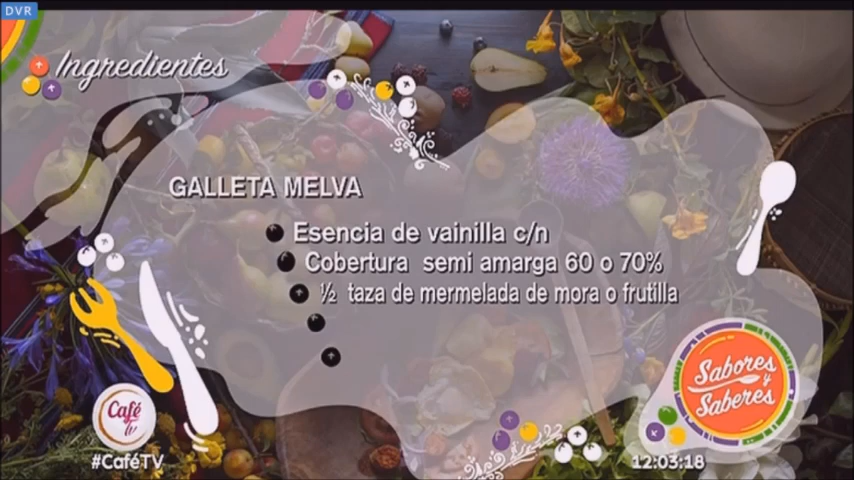 DVR
Ingredientes
GALLETA MELVA
Esencia de vainilla c/n
Cobertura semi amarga 60 o 70%
½ taza de mermelada de mora o frutilla
Sabores
y
Saberes
Café
tv
#CaféTV
12:03:18